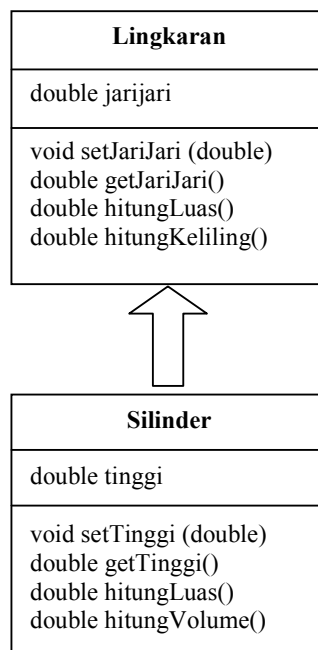 Lingkaran
double jarijari
void setJariJari (double)
double getJariJari()
double hitungLuas()
double hitungKeliling()
Silinder
double tinggi
void setTinggi (double)
double getTinggi()
double hitungLuas()
double hitungVolume()